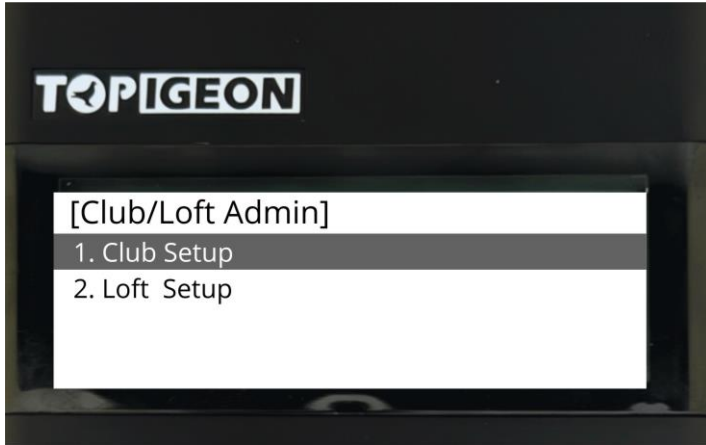 TOPIGEON
[Club/Loft Admin]
1. Club Setup
2. Loft Setup